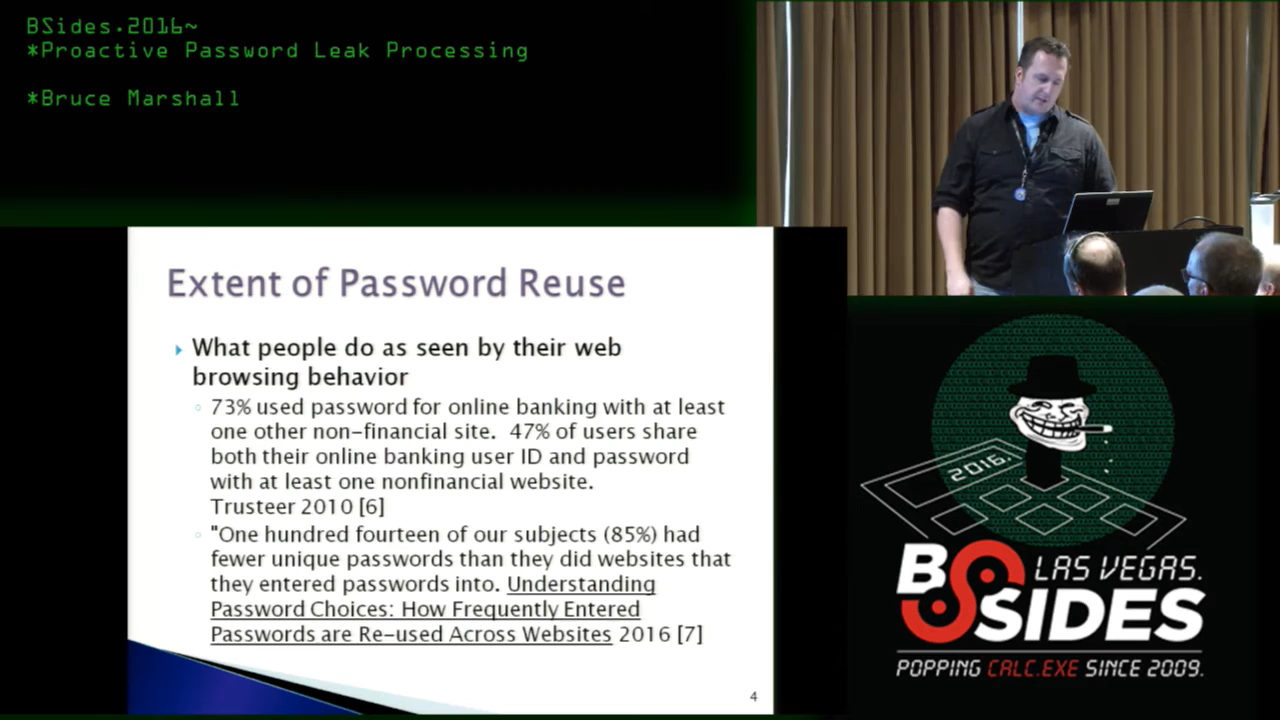 BSides.2016~
*Proactive Password Leak Processing
*Bruce Marshall
Extent of Password Reuse
What people do as seen by their web
browsing behavior
73% used password for online banking with at least
one other non-financial site. 47% of users share
both their online banking user ID and password
with at least one nonfinancial website.
Trusteer 2010 [6]
"One hundred fourteen of our subjects (85%) had
fewer unique passwords than they did websites that
they entered passwords into. Understanding
Password Choices: How Frequently Entered
Passwords are Re-used Across Websites 2016 [7]
4
2016.
BSIDES LAS VEGAS.
POPPING CALC.EXE SINCE 2009.